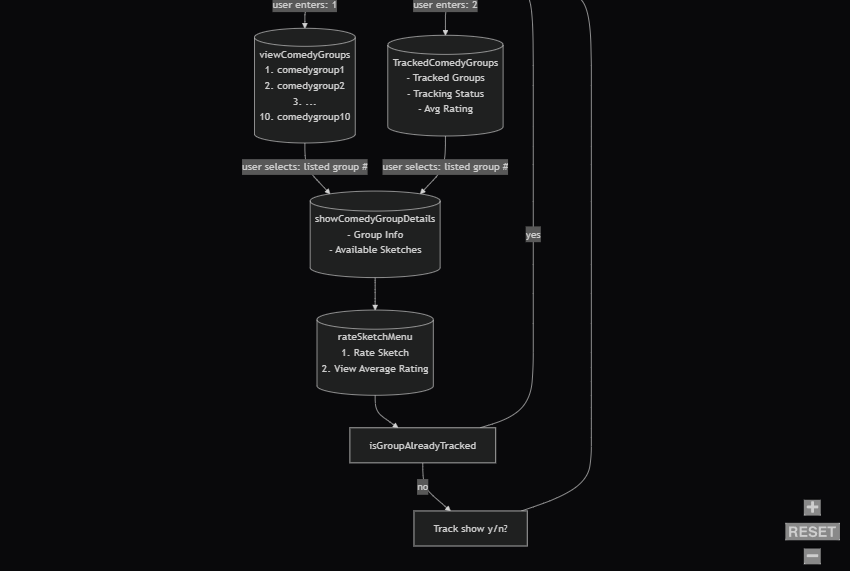 user enters: 1
user enters: 2
viewComedyGroups
1. comedygroup1
2. comedygroup2
3. ...
10. comedygroup10
TrackedComedyGroups
- Tracked Groups
- Tracking Status
- Avg Rating
user selects: listed group #
user selects: listed group #
showComedyGroupDetails
- Group Info
- Available Sketches
yes
rateSketchMenu
1. Rate Sketch
2. View Average Rating
isGroupAlreadyTracked
no
Track show y/n?
+
RESET
−